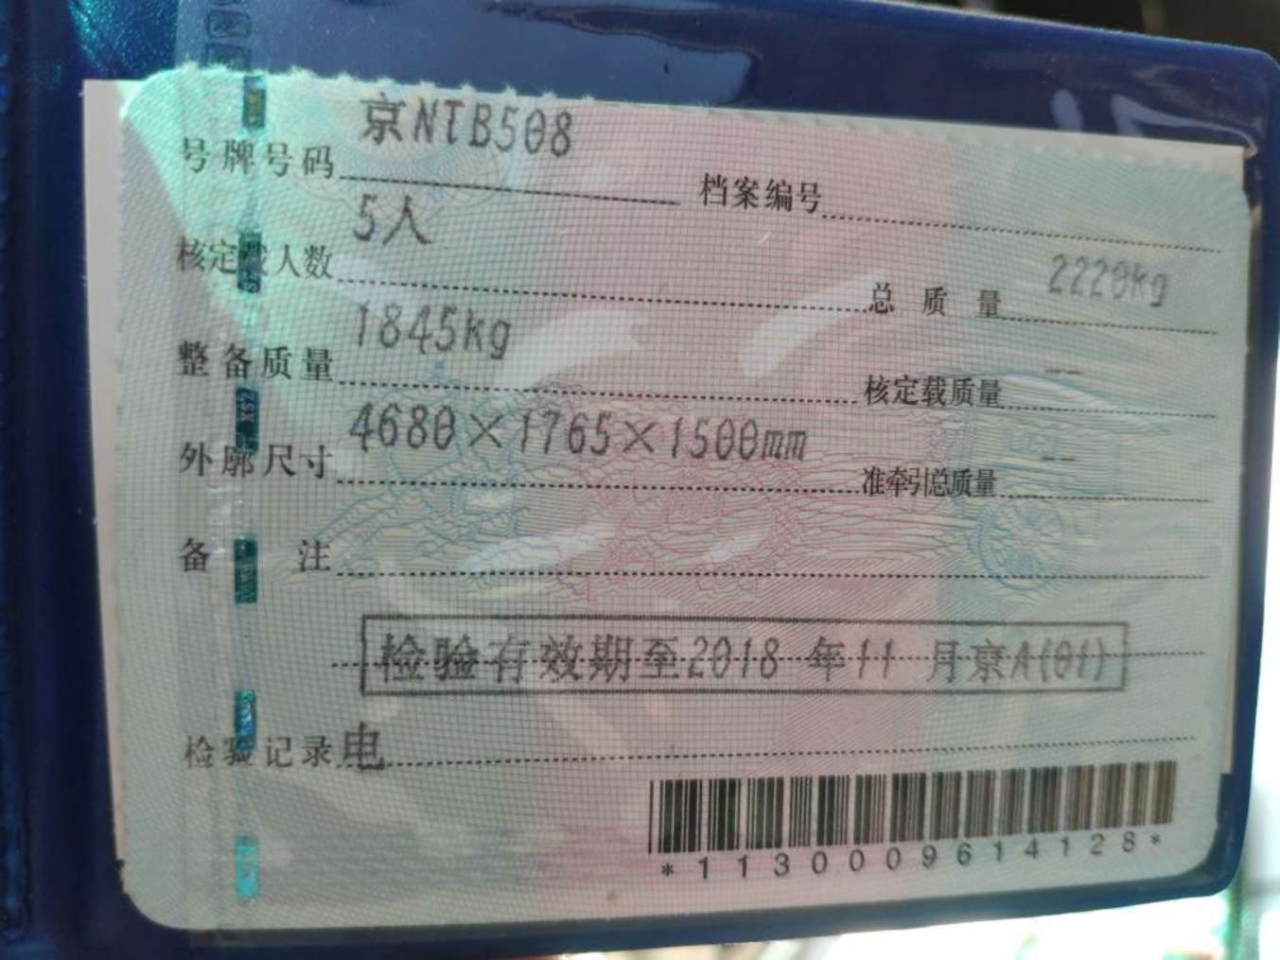 号牌号码 京NTB508 档案编号
核定载人数 5人 总质量 2220kg
整备质量 1845kg 核定载质量 --
外廓尺寸 4680×1765×1500mm 准牵引总质量 --
备注
检验有效期至2018 年11 月京A(01)
检验记录 电
*1130009614128*